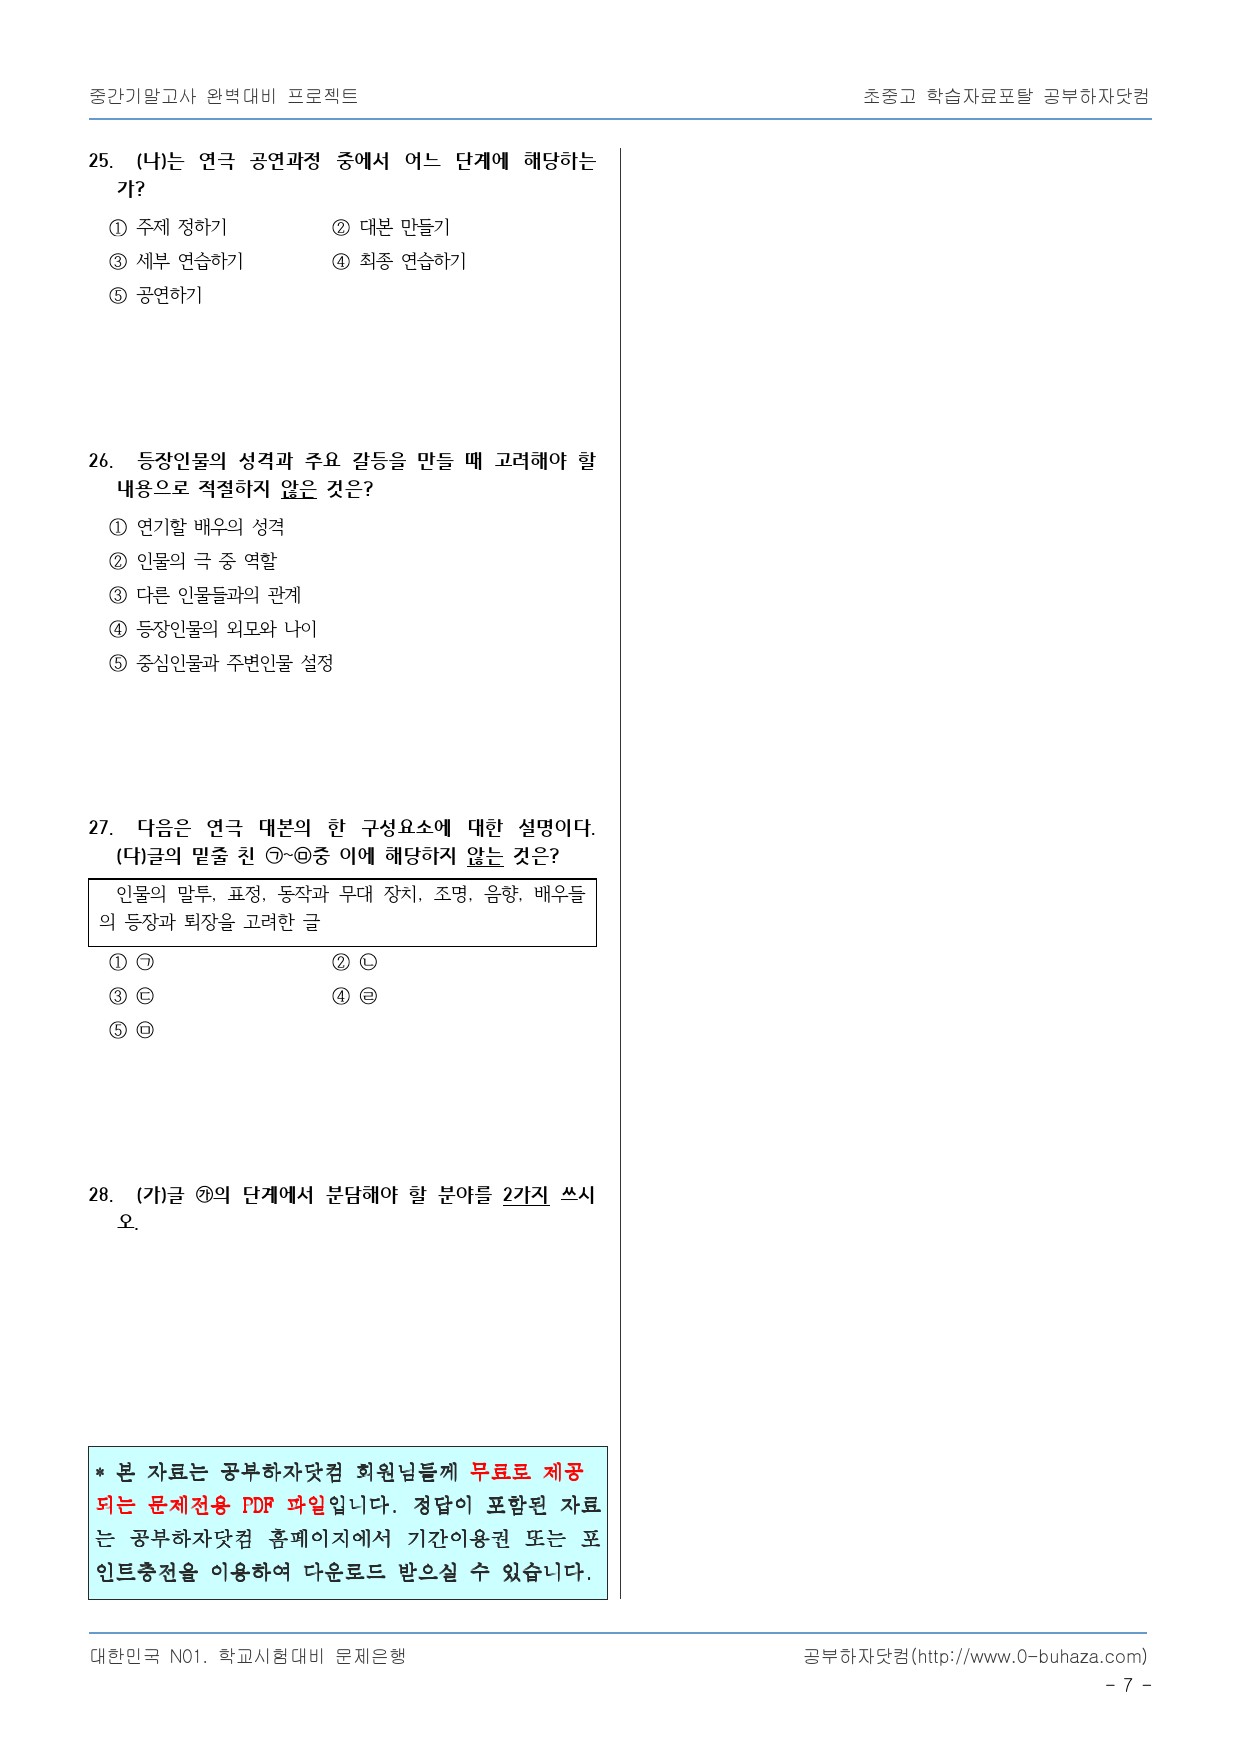 중간기말고사 완벽대비 프로젝트
초중고 학습자료포탈 공부하자닷컴
25. (나)는 연극 공연과정 중에서 어느 단계에 해당하는
가?
① 주제 정하기 ② 대본 만들기
③ 세부 연습하기 ④ 최종 연습하기
⑤ 공연하기
26. 등장인물의 성격과 주요 갈등을 만들 때 고려해야 할
내용으로 적절하지 않은 것은?
① 연기할 배우의 성격
② 인물의 극 중 역할
③ 다른 인물들과의 관계
④ 등장인물의 외모와 나이
⑤ 중심인물과 주변인물 설정
27. 다음은 연극 대본의 한 구성요소에 대한 설명이다.
(다)글의 밑줄 친 ㉠~㉤중 이에 해당하지 않는 것은?
인물의 말투, 표정, 동작과 무대 장치, 조명, 음향, 배우들
의 등장과 퇴장을 고려한 글
① ㉠ ② ㉡
③ ㉢ ④ ㉣
⑤ ㉤
28. (가)글 ㉮의 단계에서 분담해야 할 분야를 2가지 쓰시
오.
* 본 자료는 공부하자닷컴 회원님들께 무료로 제공
되는 문제전용 PDF 파일입니다. 정답이 포함된 자료
는 공부하자닷컴 홈페이지에서 기간이용권 또는 포
인트충전을 이용하여 다운로드 받으실 수 있습니다.
대한민국 N01. 학교시험대비 문제은행
공부하자닷컴(http://www.0-buhaza.com)
- 7 -